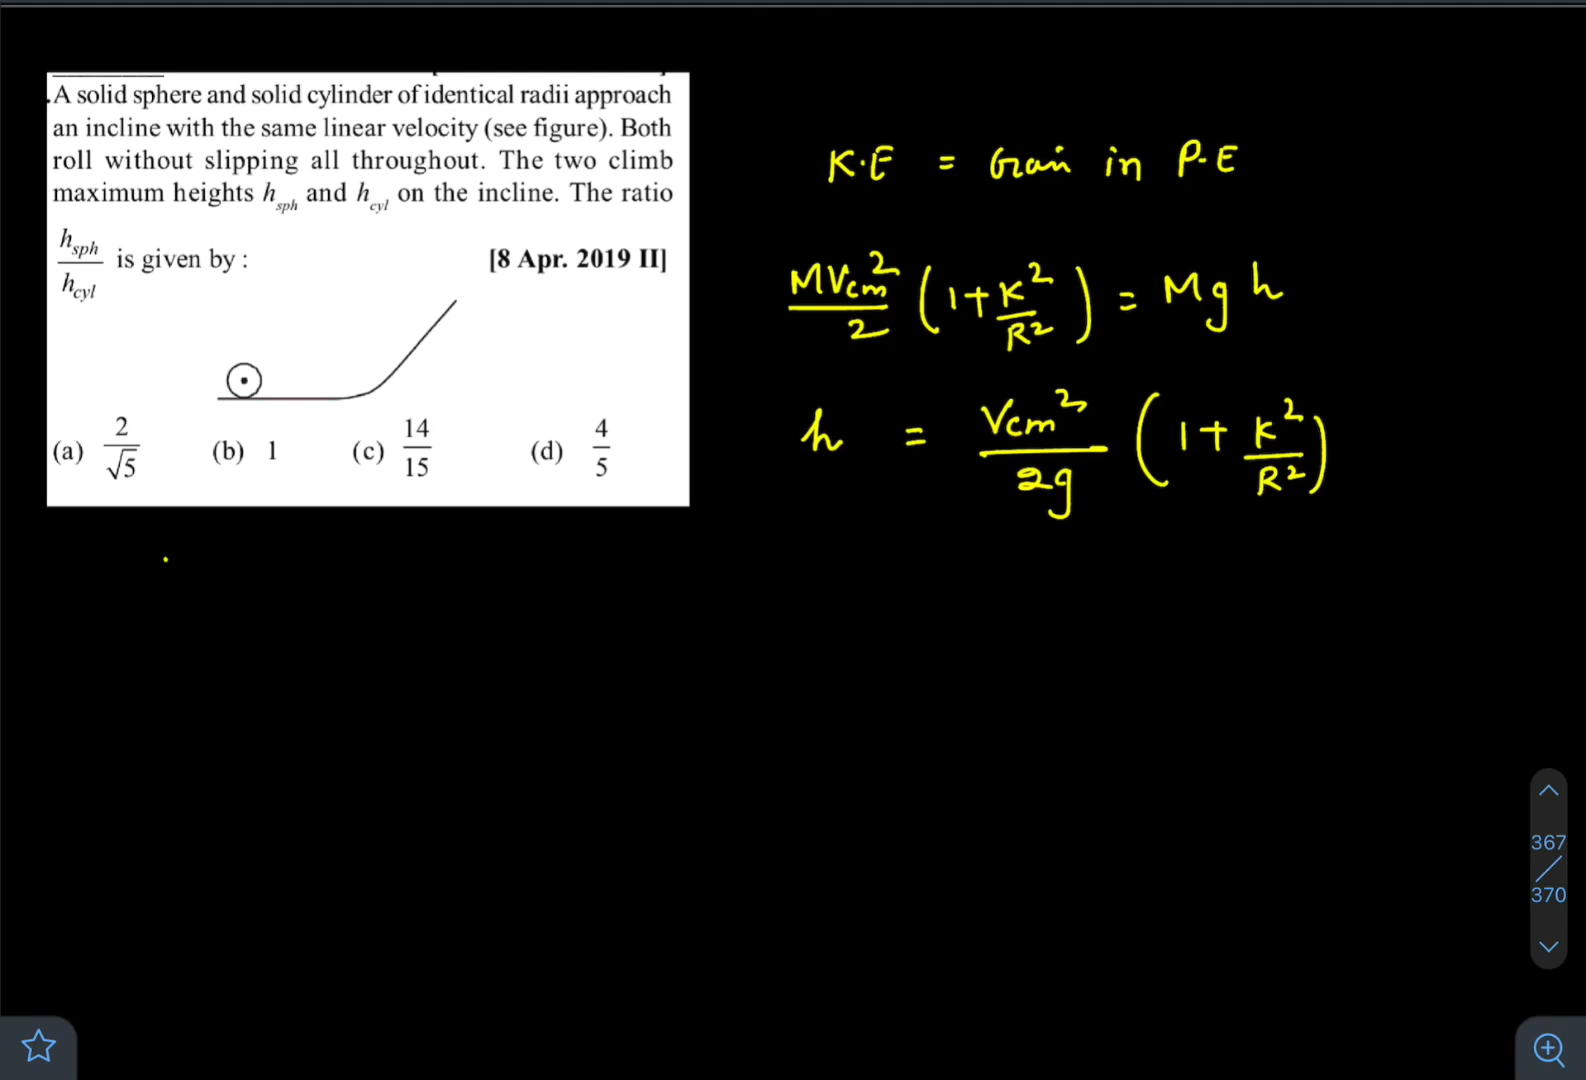 .A solid sphere and solid cylinder of identical radii approach
an incline with the same linear velocity (see figure). Both
roll without slipping all throughout. The two climb
maximum heights h_sph and h_cyl on the incline. The ratio
h_sph/h_cyl is given by : [8 Apr. 2019 II]
(a) 2/√5 (b) 1 (c) 14/15 (d) 4/5
K.E = Gain in P.E
MVcm²/2 (1+K²/R²) = Mgh
h = Vcm²/2g (1+K²/R²)
367
/
370